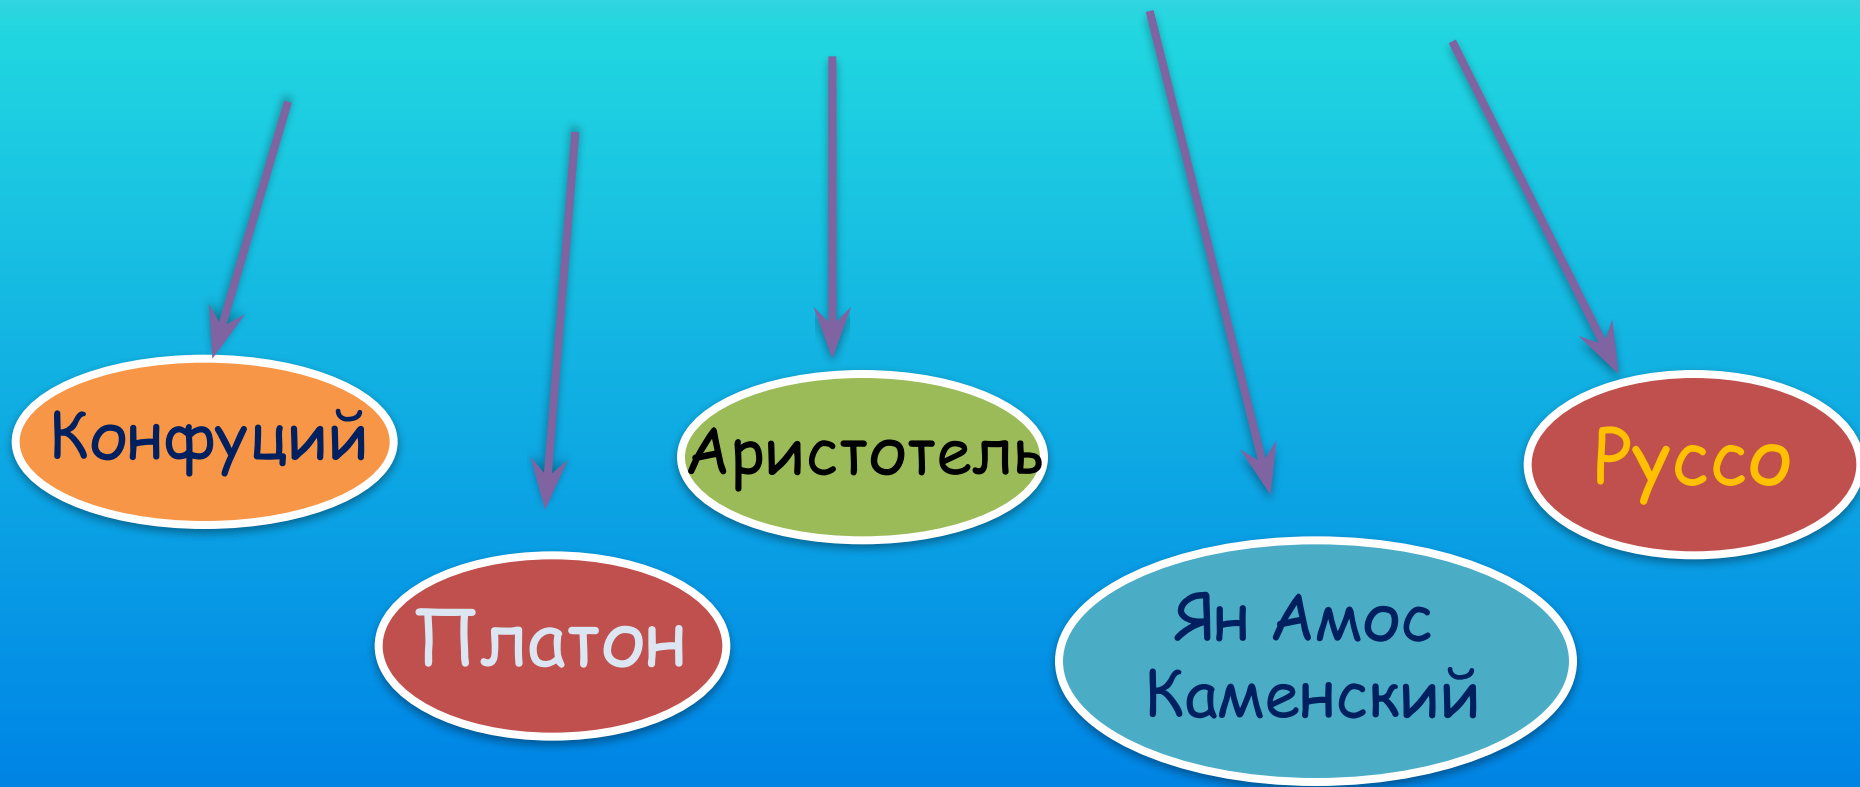 Конфуций
Платон
Аристотель
Ян Амос
Каменский
Руссо